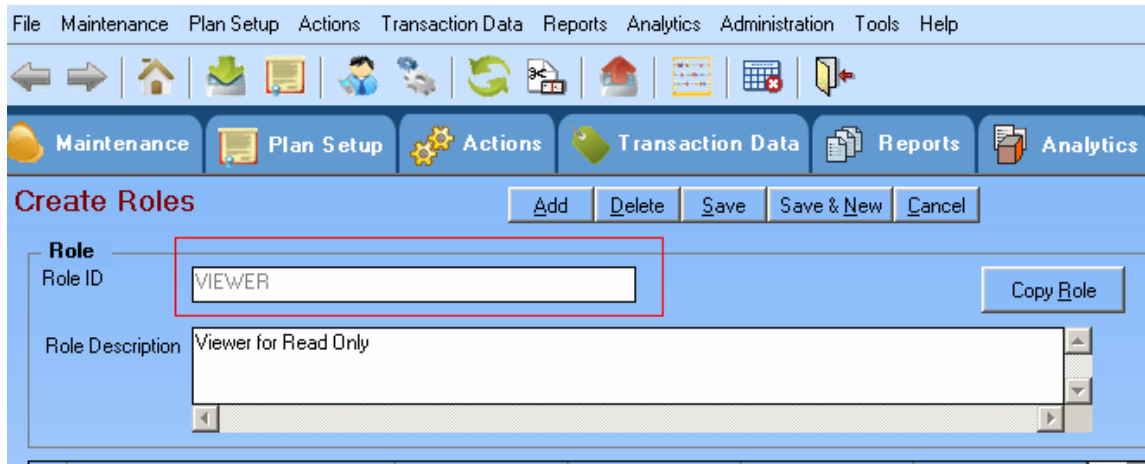 File Maintenance Plan Setup Actions Transaction Data Reports Analytics Administration Tools Help
Maintenance Plan Setup Actions Transaction Data Reports Analytics
Create Roles Add Delete Save Save & New Cancel
Role
Role ID VIEWER Copy Role
Role Description Viewer for Read Only